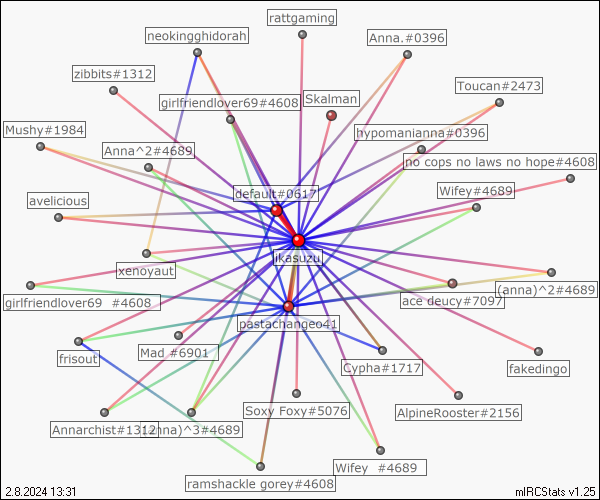 rattgaming
neokingghidorah
Anna.#0396
zibbits#1312
Toucan#2473
girlfriendlover69#4608
Skalman
Mushy#1984
hypomanianna#0396
Anna^2#4689
no cops no laws no hope#4608
default#0617
Wifey#4689
avelicious
likasuzu
xenoyaut
(anna)^2#4689
girlfriendlover69 #4608
ace deucy#7097
pastachangeo41
frisout
Mad #6901
Cypha#1717
fakedingo
Annarchist#1312
#4689
Soxy Foxy#5076
AlpineRooster#2156
Wifey #4689
ramshackle gorey#4608
2.8.2024 13:31
mIRCStats v1.25